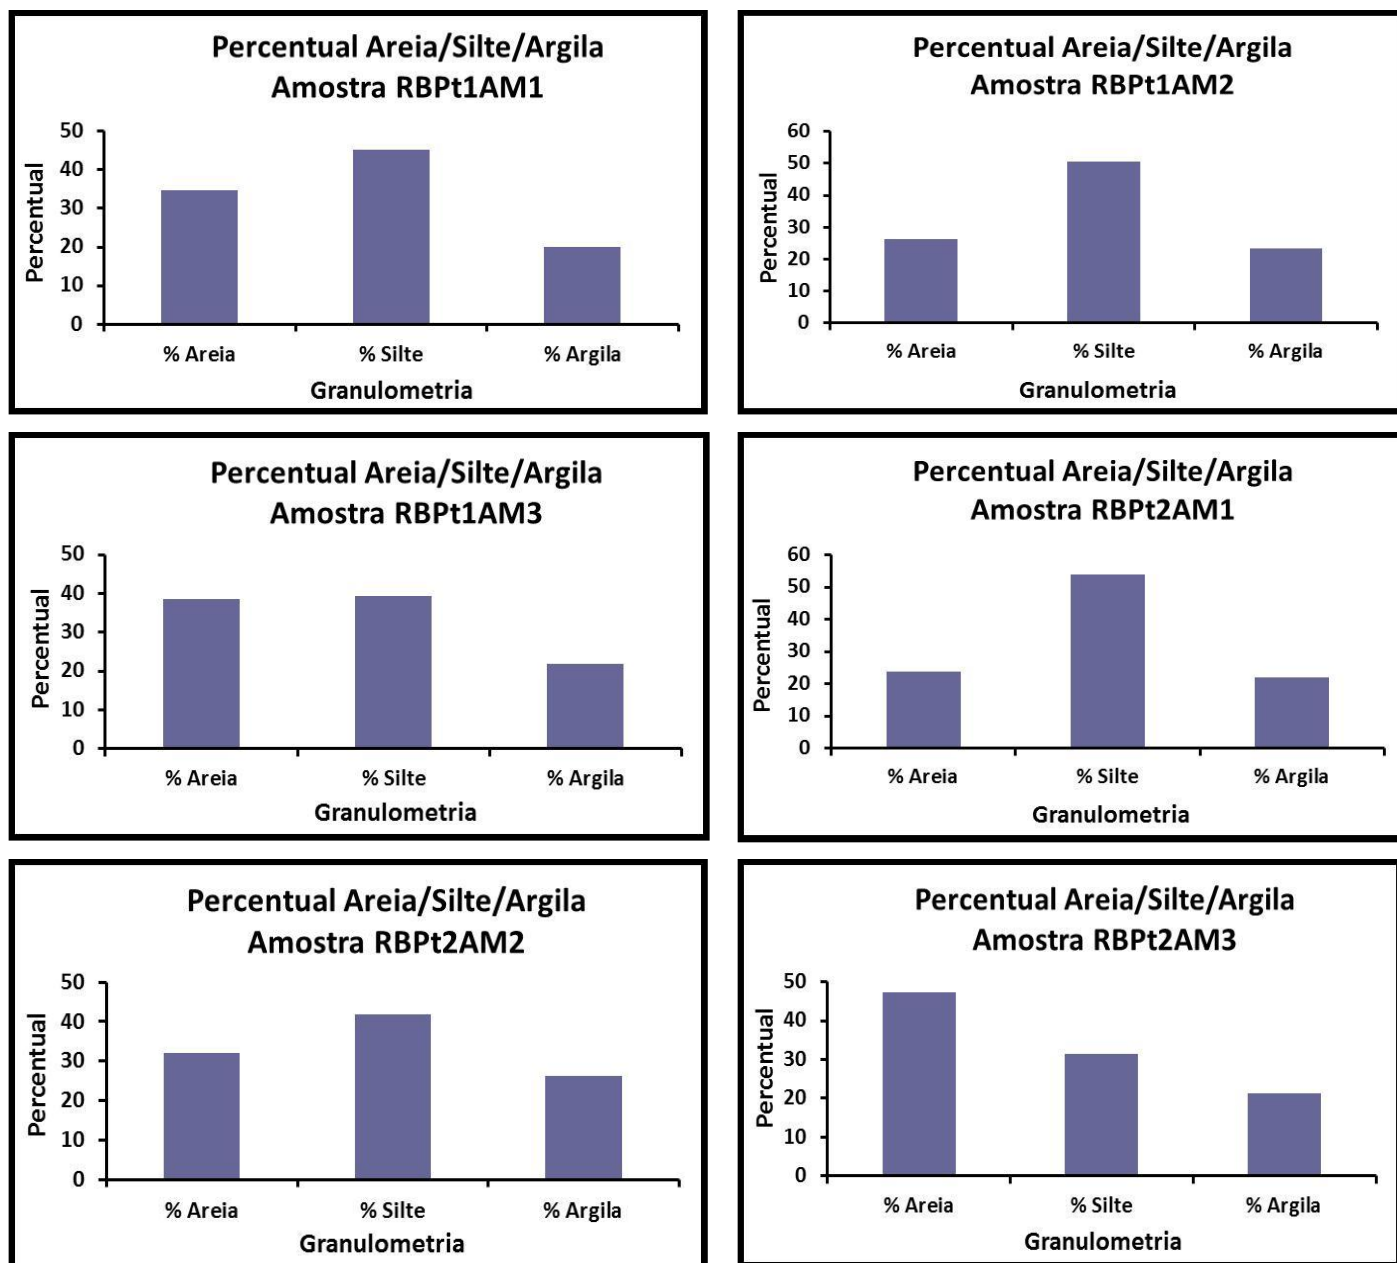 Percentual Areia/Silte/Argila
Amostra RBPt1AM1
50
40
30
20
10
0
Percentual
% Areia
% Silte
% Argila
Granulometria
Percentual Areia/Silte/Argila
Amostra RBPt1AM2
60
50
40
30
20
10
0
Percentual
% Areia
% Silte
% Argila
Granulometria
Percentual Areia/Silte/Argila
Amostra RBPt1AM3
50
40
30
20
10
0
Percentual
% Areia
% Silte
% Argila
Granulometria
Percentual Areia/Silte/Argila
Amostra RBPt2AM1
60
50
40
30
20
10
0
Percentual
% Areia
% Silte
% Argila
Granulometria
Percentual Areia/Silte/Argila
Amostra RBPt2AM2
50
40
30
20
10
0
Percentual
% Areia
% Silte
% Argila
Granulometria
Percentual Areia/Silte/Argila
Amostra RBPt2AM3
50
40
30
20
10
0
Percentual
% Areia
% Silte
% Argila
Granulometria